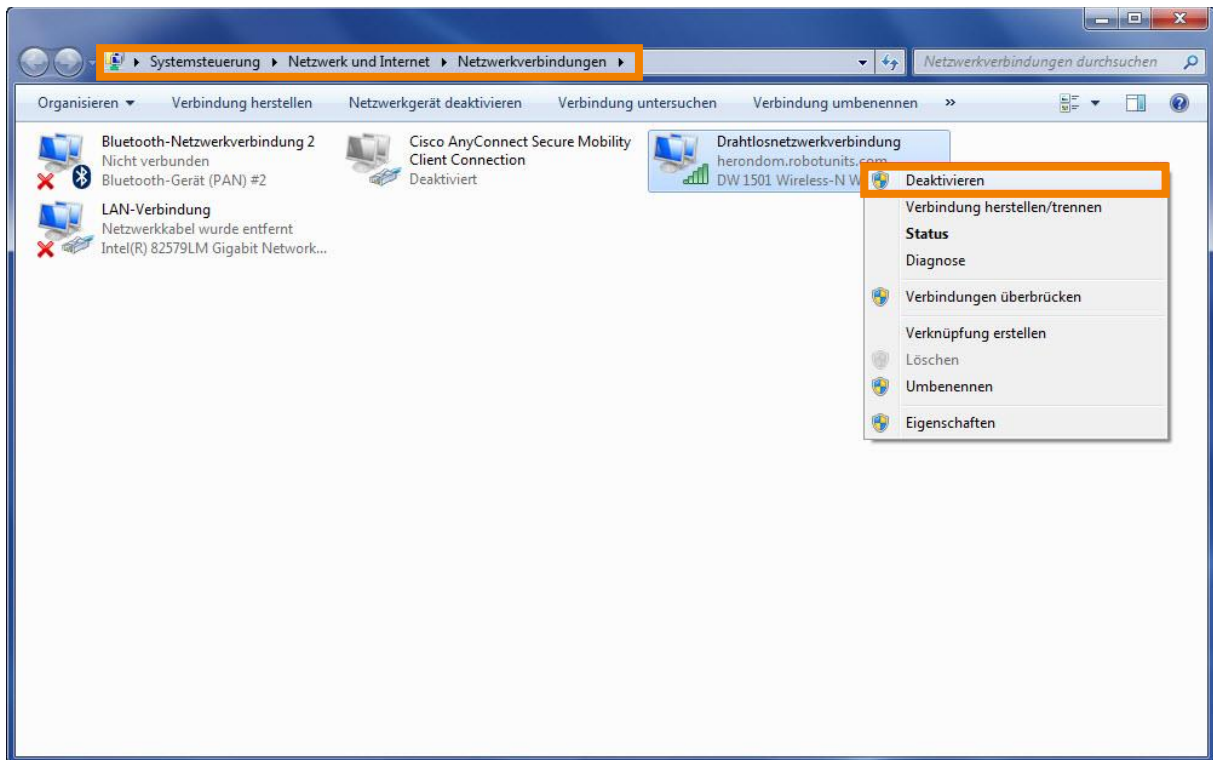 Systemsteuerung ▸ Netzwerk und Internet ▸ Netzwerkverbindungen ▸
Netzwerkverbindungen durchsuchen
Organisieren Verbindung herstellen Netzwerkgerät deaktivieren Verbindung untersuchen Verbindung umbenennen »
Bluetooth-Netzwerkverbindung 2
Nicht verbunden
Bluetooth-Gerät (PAN) #2
Cisco AnyConnect Secure Mobility
Client Connection
Deaktiviert
Drahtlosnetzwerkverbindung
herondom.robotunits.com
DW 1501 Wireless-N W
LAN-Verbindung
Netzwerkkabel wurde entfernt
Intel(R) 82579LM Gigabit Network...
Deaktivieren
Verbindung herstellen/trennen
Status
Diagnose
Verbindungen überbrücken
Verknüpfung erstellen
Löschen
Umbenennen
Eigenschaften